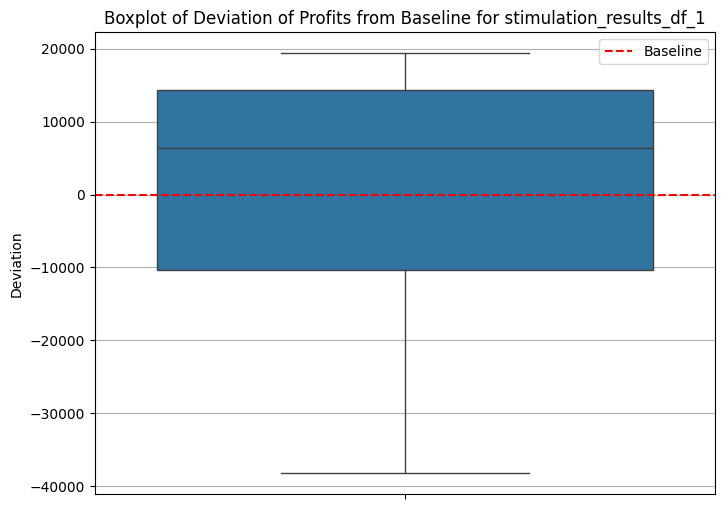 Boxplot of Deviation of Profits from Baseline for stimulation_results_df_1
Baseline
20000
10000
0
−10000
−20000
−30000
−40000
Deviation